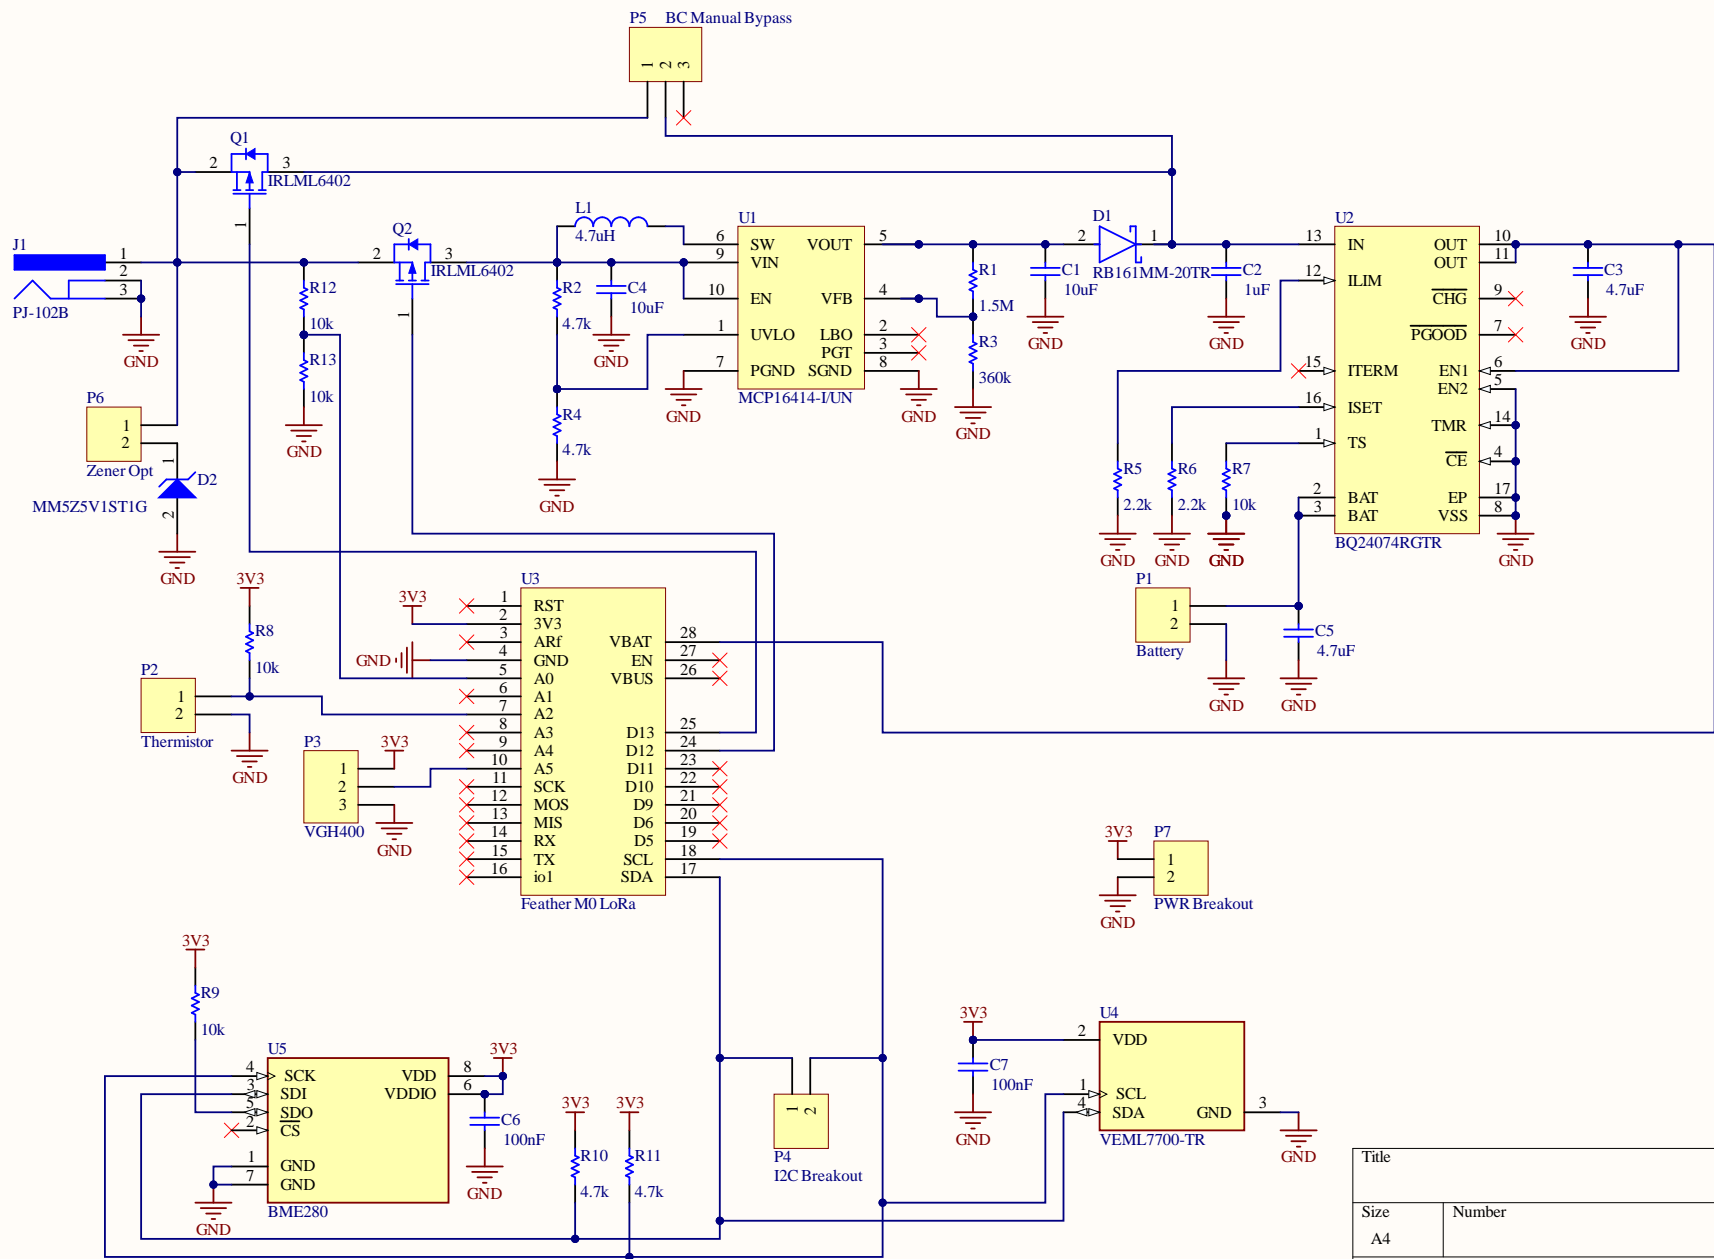 P5 BC Manual Bypass
1 2 3
Q1
2 3
IRLML6402
1
Q2
2 3
IRLML6402
1
J1
1
2
3
PJ-102B
GND
P6
1
2
Zener Opt
1
D2
MM5Z5V1ST1G
2
GND
R12
10k
R13
10k
GND
L1
4.7uH
R2
4.7k
C4
10uF
GND
R4
4.7k
GND
U1
6 SW VOUT 5
9 VIN
10 EN VFB 4
1 UVLO LBO 2
PGT 3
7 PGND SGND 8
MCP16414-I/UN
GND
GND
R1
1.5M
R3
360k
GND
C1
10uF
GND
D1
2 1
RB161MM-20TR
C2
1uF
GND
U2
13 IN OUT 10
OUT 11
12 ILIM
CHG 9
PGOOD 7
15 ITERM EN1 6
EN2 5
16 ISET
TMR 14
1 TS
CE 4
2 BAT EP 17
3 BAT VSS 8
BQ24074RGTR
GND
C3
4.7uF
GND
R5
2.2k
GND
R6
2.2k
GND
R7
10k
GND
P1
1
2
Battery
GND
C5
4.7uF
GND
3V3
R8
10k
P2
1
2
Thermistor
GND
P3
1
2
3
VGH400
3V3
GND
3V3
GND
U3
1 RST
2 3V3
3 ARf VBAT 28
4 GND EN 27
5 A0 VBUS 26
6 A1
7 A2
8 A3 D13 25
9 A4 D12 24
10 A5 D11 23
11 SCK D10 22
12 MOS D9 21
13 MIS D6 20
14 RX D5 19
15 TX SCL 18
16 io1 SDA 17
Feather M0 LoRa
3V3
P7
1
2
PWR Breakout
GND
3V3
R9
10k
U5
4 SCK VDD 8
3 SDI VDDIO 6
5 SDO
2 CS
1 GND
7 GND
BME280
GND
3V3
C6
100nF
GND
3V3
R10
4.7k
3V3
R11
4.7k
1 2
P4
I2C Breakout
3V3
C7
100nF
GND
U4
2 VDD
1 SCL
4 SDA GND 3
VEML7700-TR
GND
Title
Size Number
A4